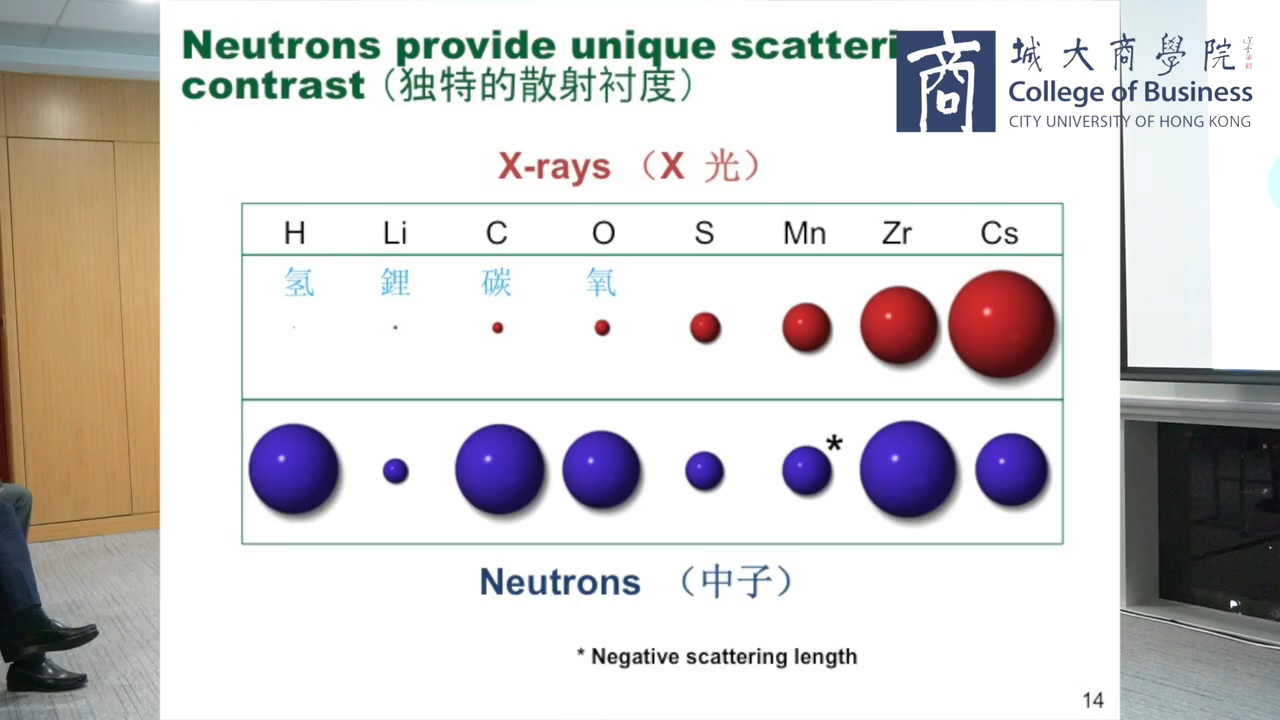 Neutrons provide unique scatteri
contrast（独特的散射衬度）
城大商學院
商
College of Business
CITY UNIVERSITY OF HONG KONG
X-rays （X 光）
H Li C O S Mn Zr Cs
氢 鋰 碳 氧
*
Neutrons （中子）
* Negative scattering length
14